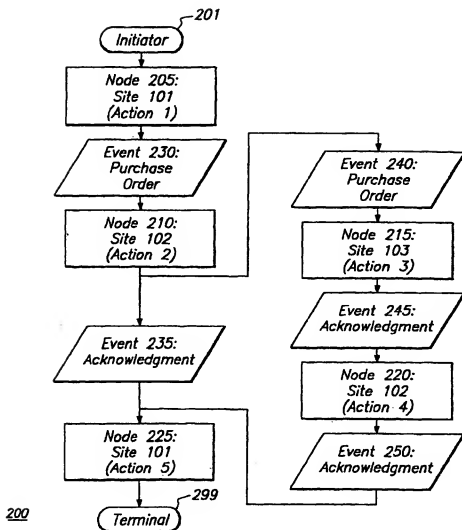 201
Initiator
Node 205:
Site 101
(Action 1)
Event 230:
Purchase
Order
Node 210:
Site 102
(Action 2)
Event 235:
Acknowledgment
Node 225:
Site 101
(Action 5)
299
Terminal
200
Event 240:
Purchase
Order
Node 215:
Site 103
(Action 3)
Event 245:
Acknowledgment
Node 220:
Site 102
(Action 4)
Event 250:
Acknowledgment